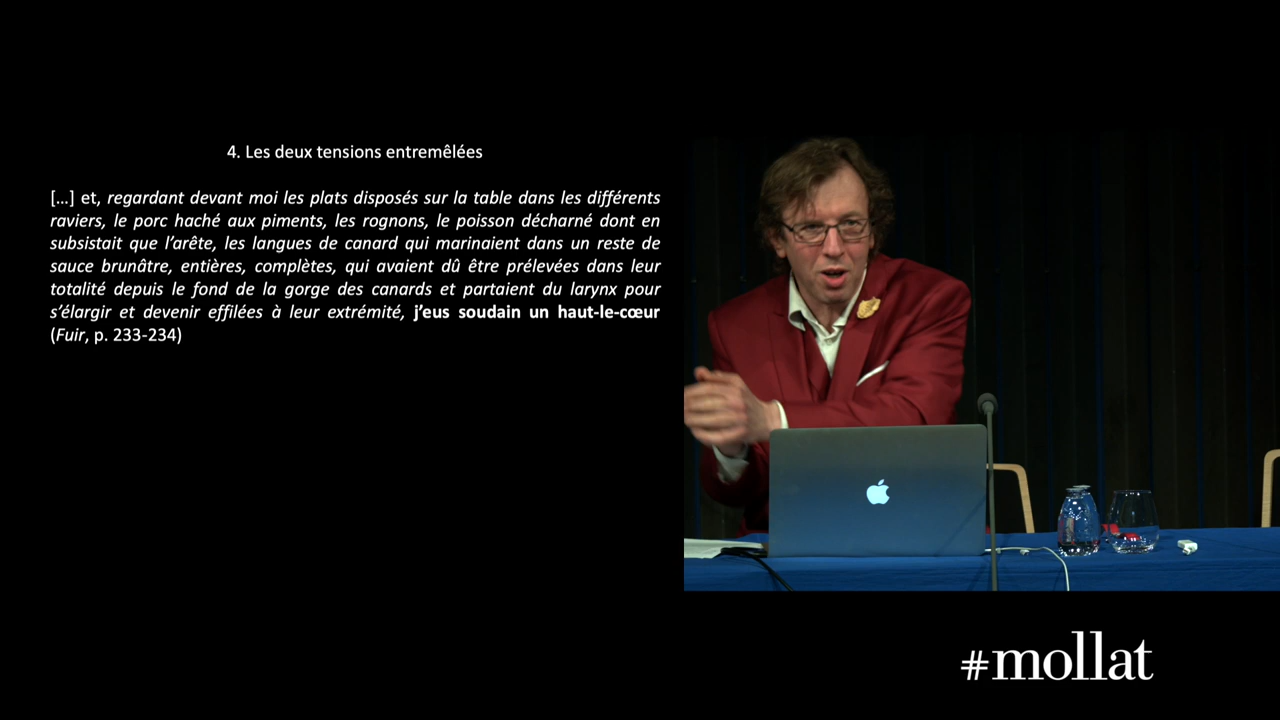 4. Les deux tensions entremêlées
[...] et, regardant devant moi les plats disposés sur la table dans les différents
raviers, le porc haché aux piments, les rognons, le poisson décharné dont en
subsistait que l’arête, les langues de canard qui marinaient dans un reste de
sauce brunâtre, entières, complètes, qui avaient dû être prélevées dans leur
totalité depuis le fond de la gorge des canards et partaient du larynx pour
s’élargir et devenir effilées à leur extrémité, j’eus soudain un haut-le-cœur
(Fuir, p. 233-234)
#mollat